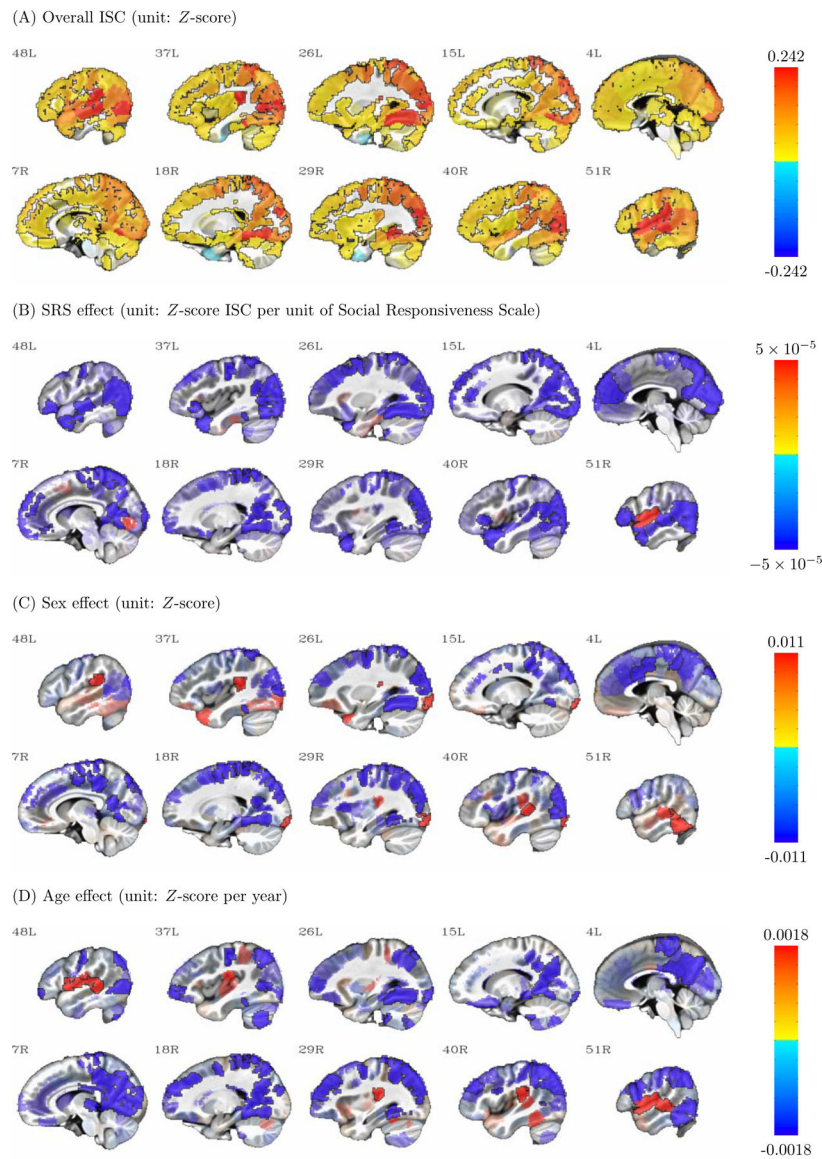 (A) Overall ISC (unit: Z-score)
48L 37L 26L 15L 4L 0.242
7R 18R 29R 40R 51R
-0.242
(B) SRS effect (unit: Z-score ISC per unit of Social Responsiveness Scale)
48L 37L 26L 15L 4L 5 × 10⁻⁵
7R 18R 29R 40R 51R
−5 × 10⁻⁵
(C) Sex effect (unit: Z-score)
48L 37L 26L 15L 4L 0.011
7R 18R 29R 40R 51R
-0.011
(D) Age effect (unit: Z-score per year)
48L 37L 26L 15L 4L 0.0018
7R 18R 29R 40R 51R
-0.0018